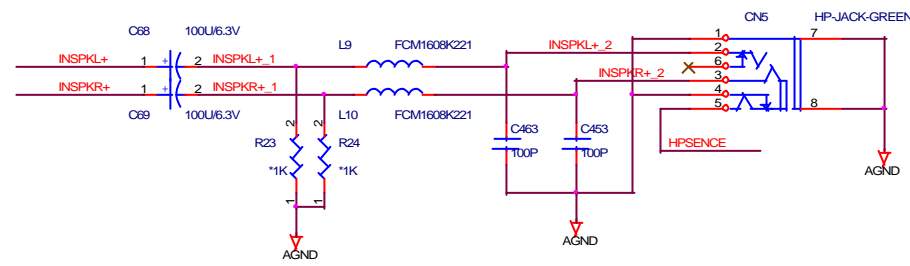 CN5 HP-JACK-GREEN
C68 100U/6.3V
L9 FCM1608K221
INSPKL+ 1 + 2 INSPKL+_1
INSPKL+_2
INSPKR+ 1 + 2 INSPKR+_1
INSPKR+_2
C69 100U/6.3V
L10 FCM1608K221
1
2
6
3
4
5
7
8
HPSENCE
2 2
R23 R24
*1K *1K
1 1
C463 C453
100P 100P
AGND
AGND
AGND